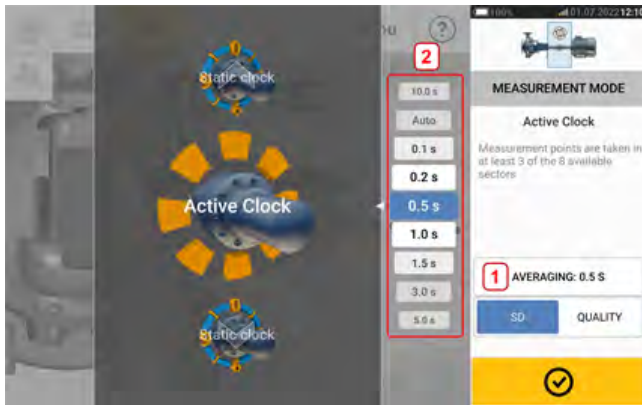 Static clock
Active Clock
Static clock
nu
?
2
10.0 s
Auto
0.1 s
0.2 s
0.5 s
1.0 s
1.5 s
3.0 s
5.0 s
100% 01.07.2022 12:10
MEASUREMENT MODE
Active Clock
Measurement points are taken in
at least 3 of the 8 available
sectors
1
AVERAGING: 0.5 S
SD
QUALITY